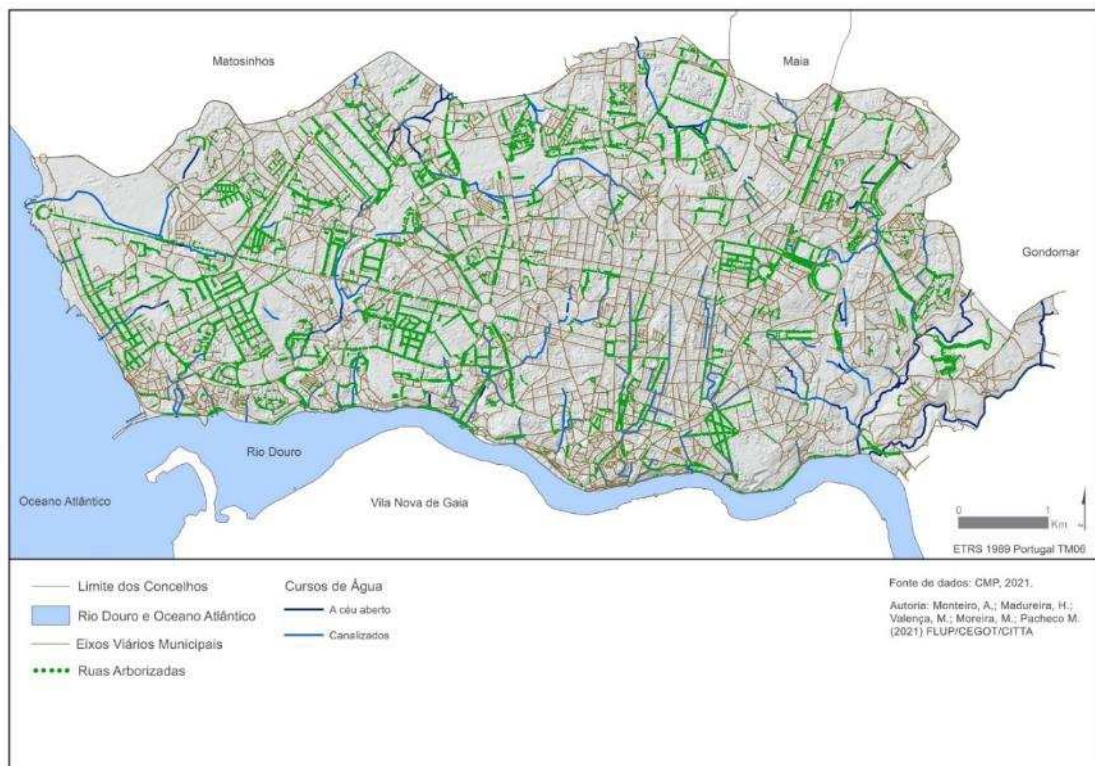 Matosinhos
Maia
Gondomar
Rio Douro
Oceano Atlântico
Vila Nova de Gaia
0 1
Km
ETRS 1989 Portugal TM06
Limite dos Concelhos
Rio Douro e Oceano Atlântico
Eixos Viários Municipais
Ruas Arborizadas
Cursos de Água
A céu aberto
Canalizados
Fonte de dados: CMP, 2021.
Autoria: Monteiro, A.; Madureira, H.;
Valença, M.; Moreira, M.; Pacheco M.
(2021) FLUP/CEGOT/CITTA